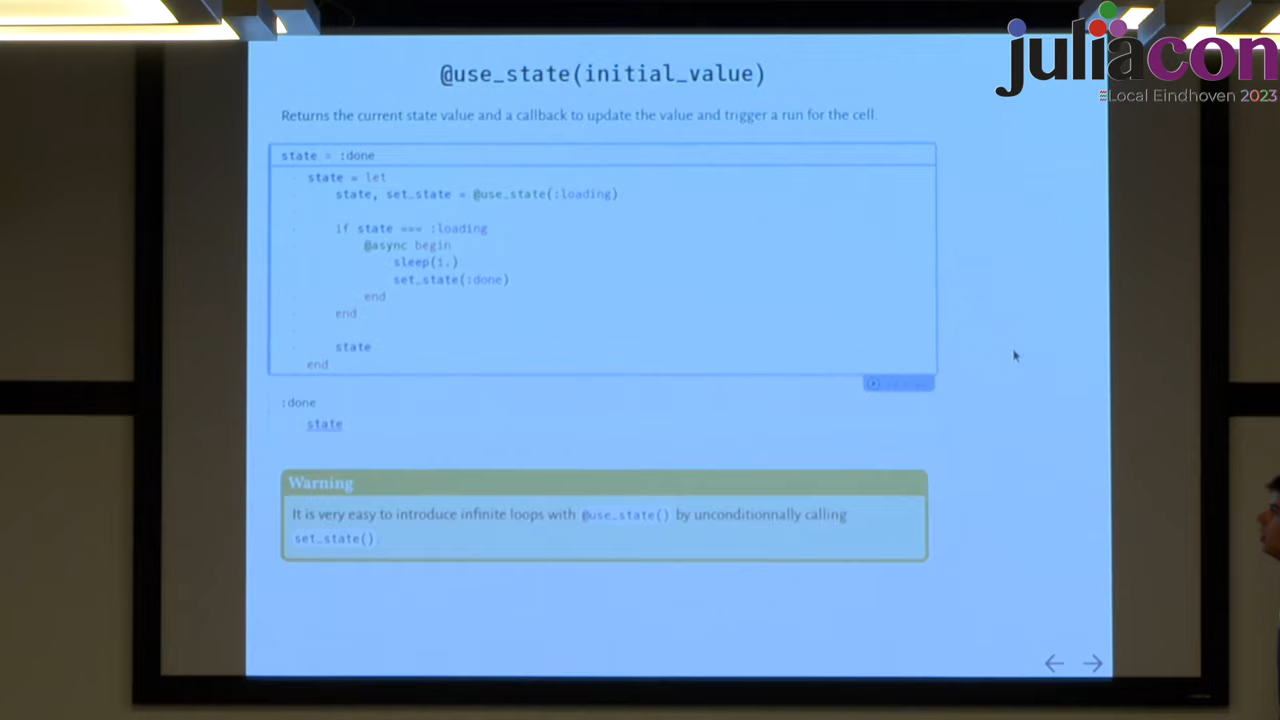 juliacon
Local Eindhoven 2023
@use_state(initial_value)
Returns the current state value and a callback to update the value and trigger a run for the cell.
state = :done
state = let
state, set_state = @use_state(:loading)
if state === :loading
@async begin
sleep(1.)
set_state(:done)
end
end
state
end
:done
state
Warning
It is very easy to introduce infinite loops with @use_state() by unconditionnally calling
set_state().